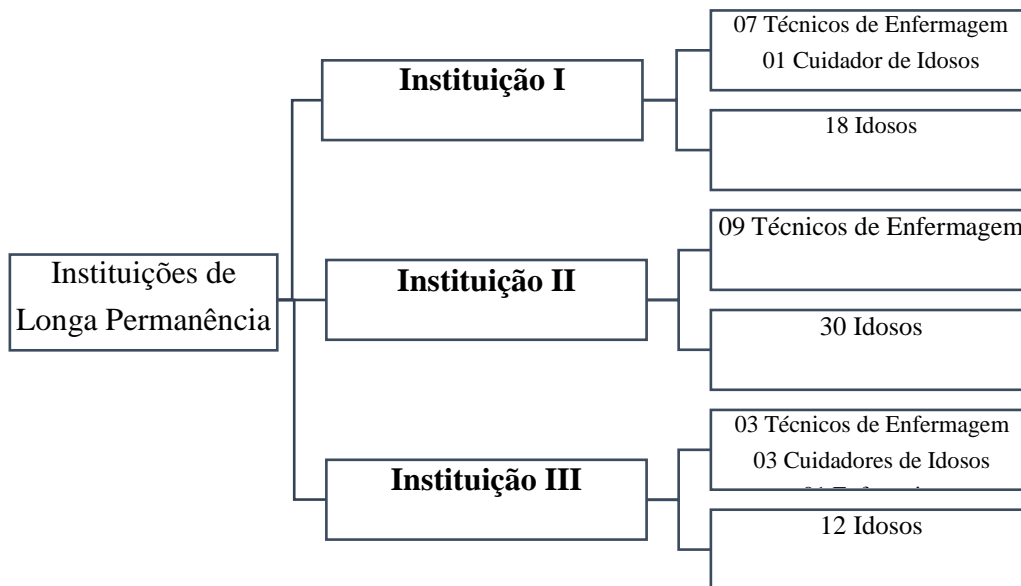 Instituições de
Longa Permanência
Instituição I
07 Técnicos de Enfermagem
01 Cuidador de Idosos
18 Idosos
Instituição II
09 Técnicos de Enfermagem
30 Idosos
Instituição III
03 Técnicos de Enfermagem
03 Cuidadores de Idosos
12 Idosos